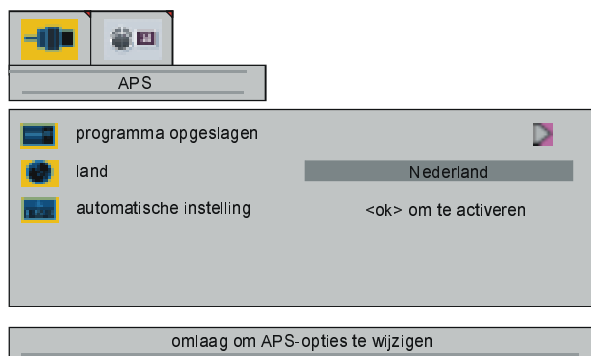 APS
programma opgeslagen
land Nederland
automatische instelling <ok> om te activeren
omlaag om APS-opties te wijzigen